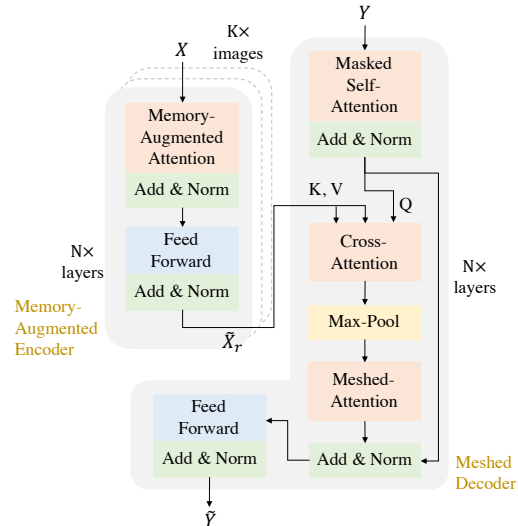 K×
images
X
Memory-
Augmented
Attention
Add & Norm
Feed
Forward
Add & Norm
N×
layers
Memory-
Augmented
Encoder
X̃ᵣ
Y
Masked
Self-
Attention
Add & Norm
K, V
Q
Cross-
Attention
Max-Pool
Meshed-
Attention
Add & Norm
N×
layers
Meshed
Decoder
Feed
Forward
Add & Norm
Ỹ